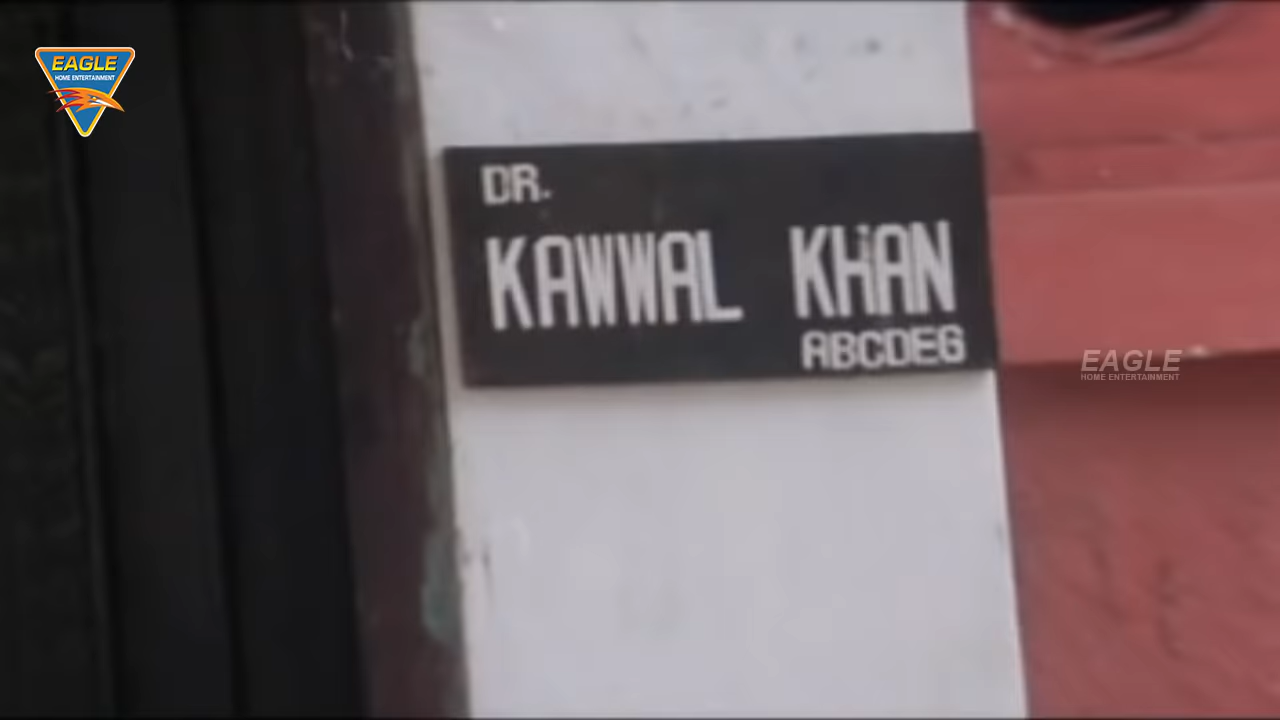 EAGLE
HOME ENTERTAINMENT
DR.
KAWWAL KHAN
ABCDEG
EAGLE
HOME ENTERTAINMENT